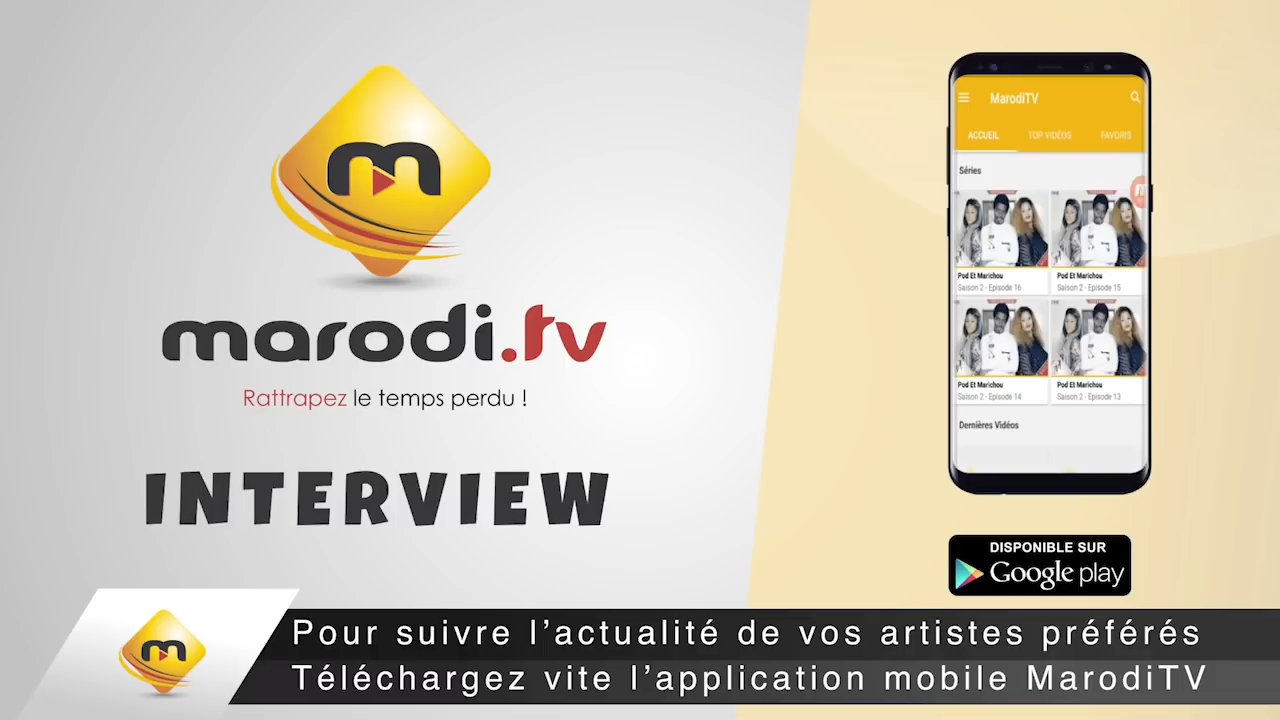 m
marodi.tv
Rattrapez le temps perdu !
INTERVIEW
MarodiTV
ACCUEIL TOP VIDÉOS FAVORIS
Séries
Pod Et Marichou
Saison 2 - Episode 16
Pod Et Marichou
Saison 2 - Episode 15
Pod Et Marichou
Saison 2 - Episode 14
Pod Et Marichou
Saison 2 - Episode 13
Dernières Vidéos
DISPONIBLE SUR
Google play
m
Pour suivre l’actualité de vos artistes préférés
Téléchargez vite l’application mobile MarodiTV